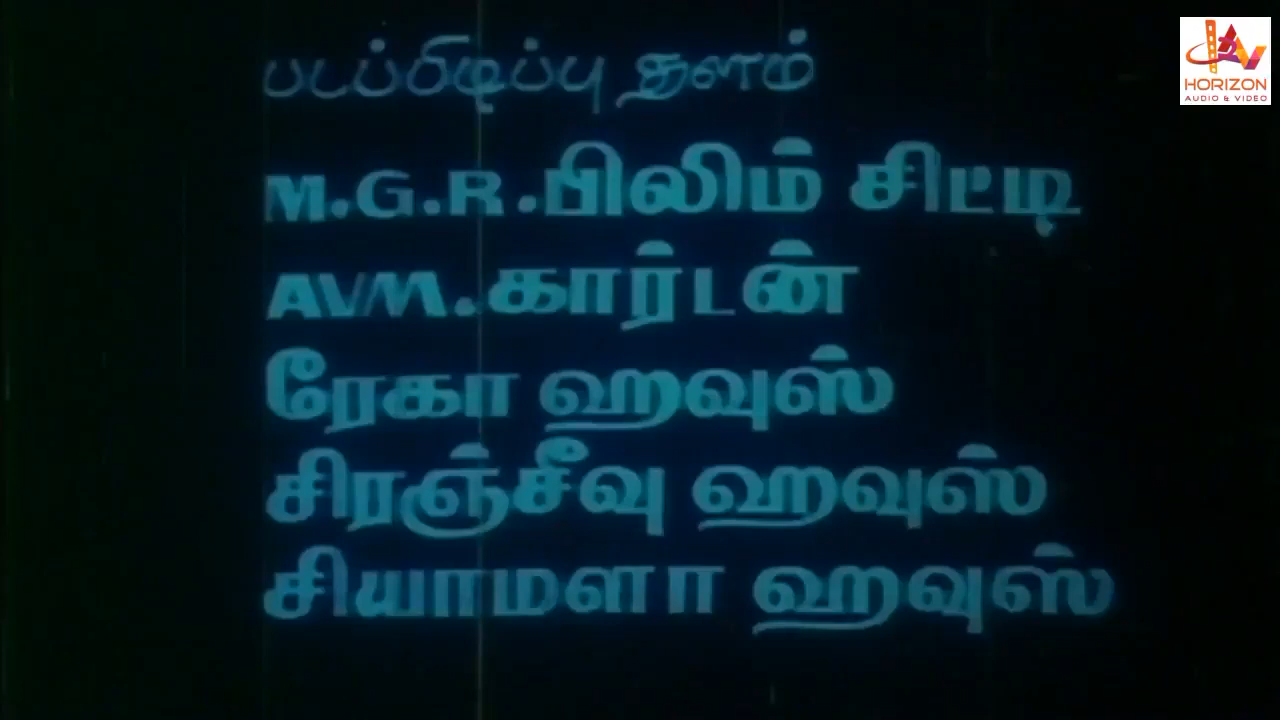 படப்பிடிப்பு தளம்
HORIZON
AUDIO & VIDEO
M.G.R.பிலிம் சிட்டி
AVM.கார்டன்
ரேகா ஹவுஸ்
சிரஞ்சீவு ஹவுஸ்
சியாமளா ஹவுஸ்